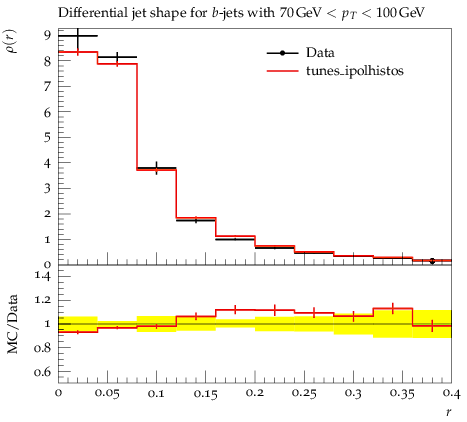 Differential jet shape for b-jets with 70 GeV < p_T < 100 GeV
ρ(r)
9
8
7
6
5
4
3
2
1
0
Data
tunes_ipolhistos
MC/Data
1.4
1.2
1
0.8
0.6
0 0.05 0.1 0.15 0.2 0.25 0.3 0.35 0.4
r